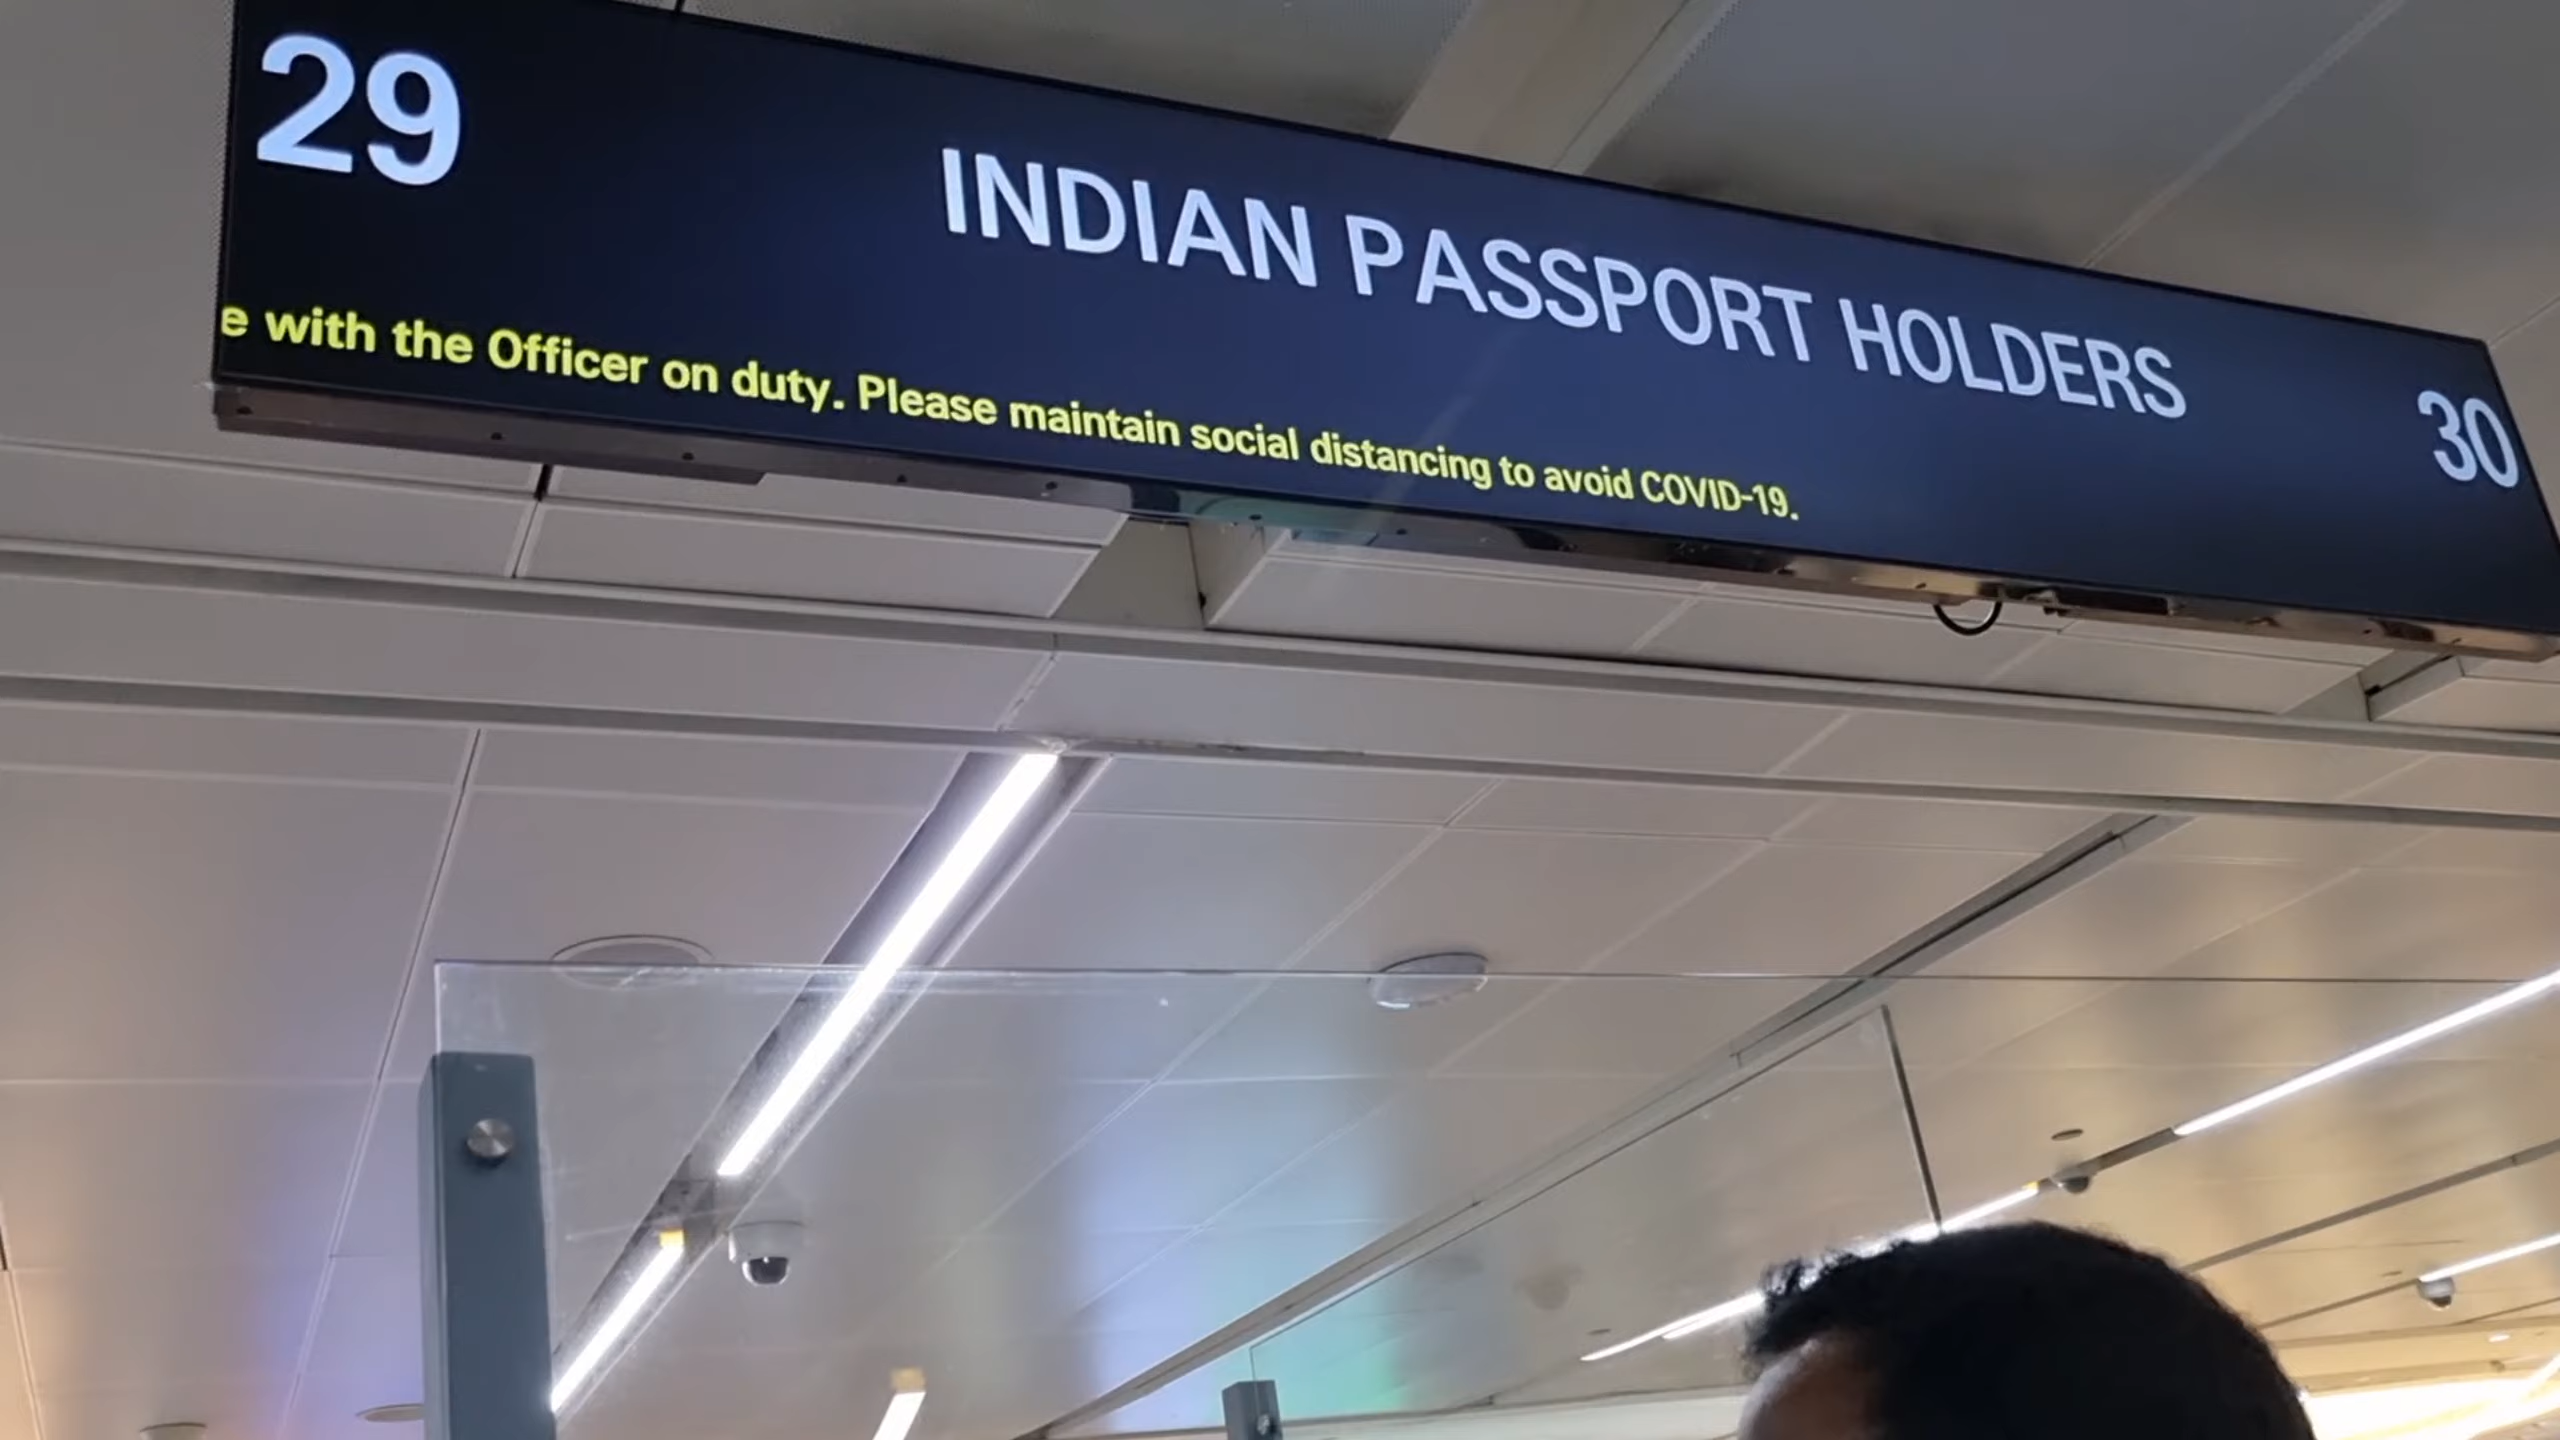 29 INDIAN PASSPORT HOLDERS 30
e with the Officer on duty. Please maintain social distancing to avoid COVID-19.